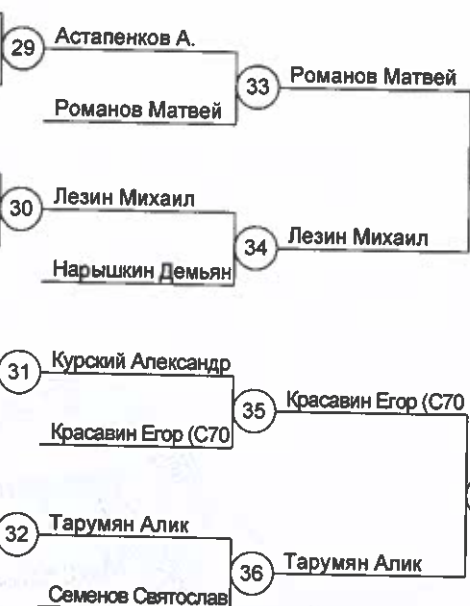 29 Астапенков А.
33 Романов Матвей
Романов Матвей
30 Лезин Михаил
34 Лезин Михаил
Нарышкин Демьян
31 Курский Александр
35 Красавин Егор (С70
Красавин Егор (С70
32 Тарумян Алик
36 Тарумян Алик
Семенов Святослав